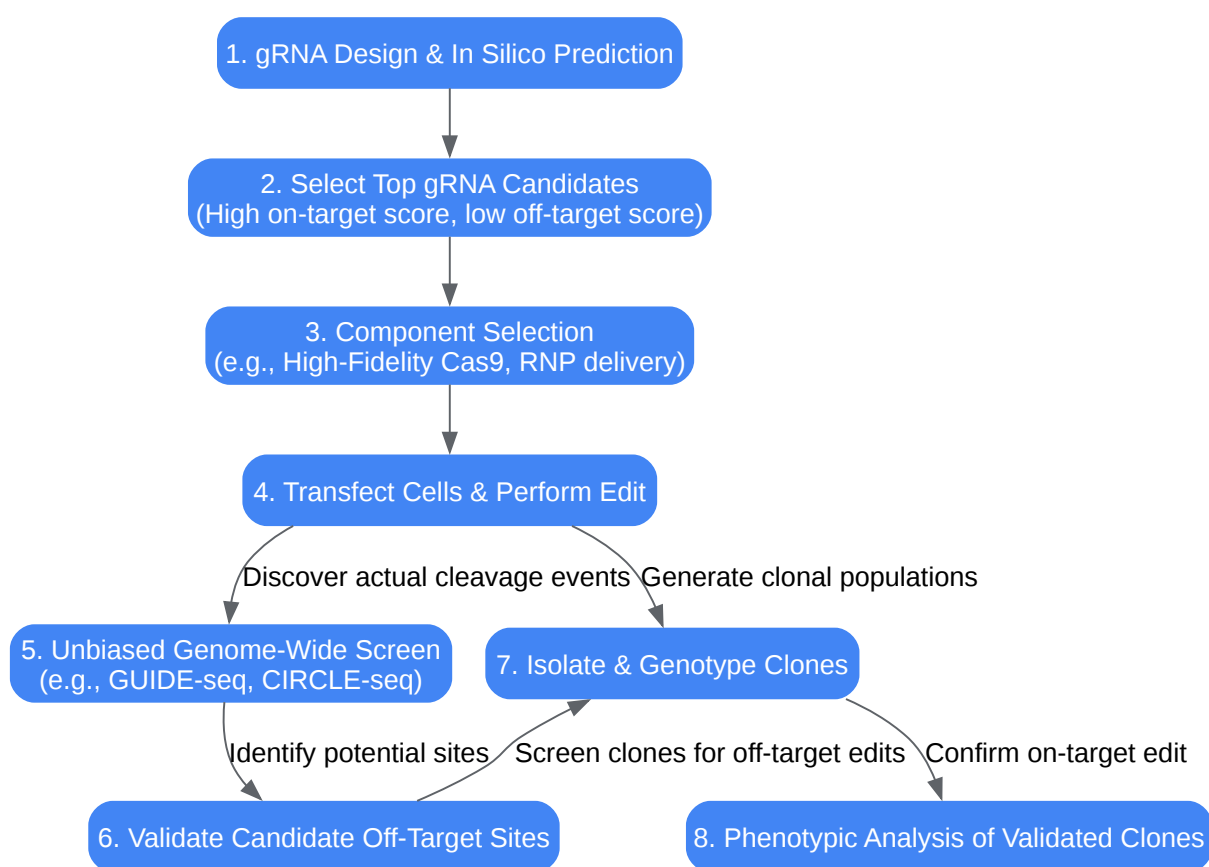 1. gRNA Design & In Silico Prediction
2. Select Top gRNA Candidates
(High on-target score, low off-target score)
3. Component Selection
(e.g., High-Fidelity Cas9, RNP delivery)
4. Transfect Cells & Perform Edit
Discover actual cleavage events
Generate clonal populations
5. Unbiased Genome-Wide Screen
(e.g., GUIDE-seq, CIRCLE-seq)
7. Isolate & Genotype Clones
Identify potential sites
Screen clones for off-target edits
Confirm on-target edit
6. Validate Candidate Off-Target Sites
8. Phenotypic Analysis of Validated Clones